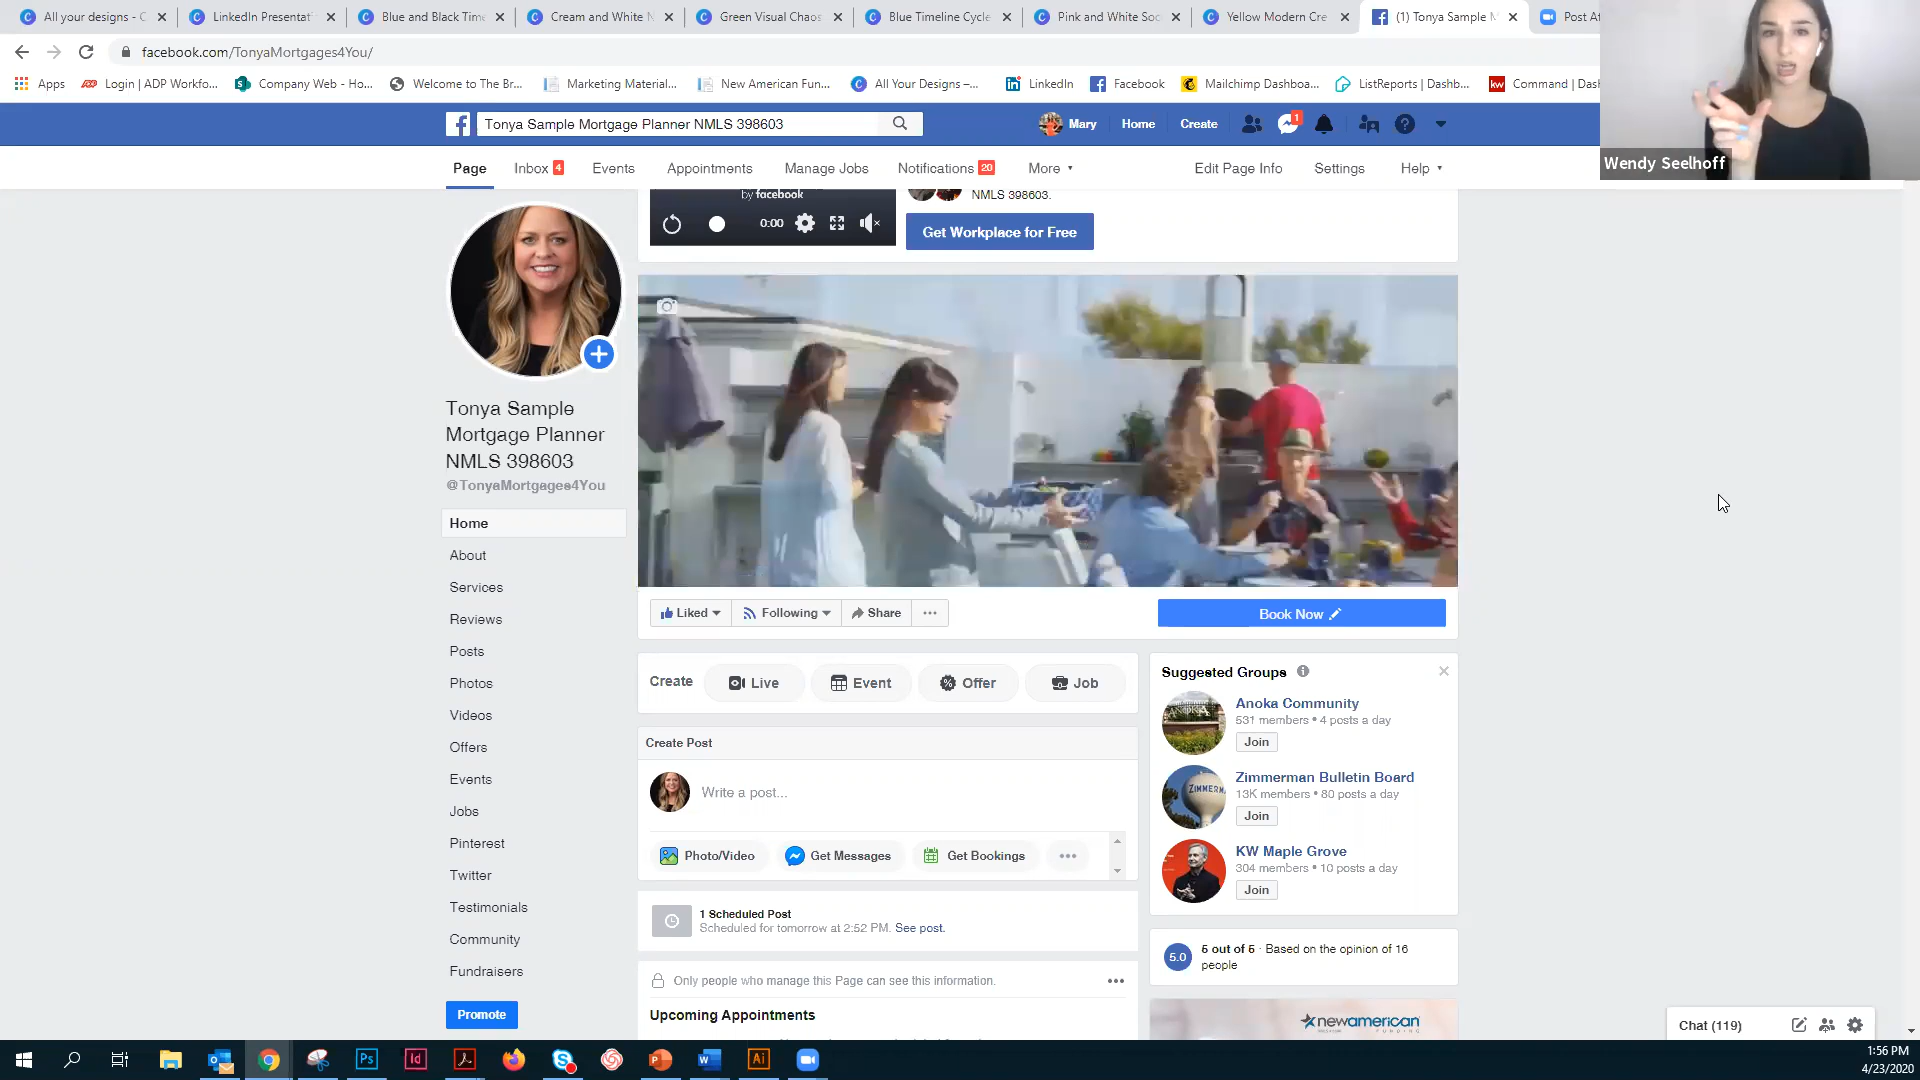 All your designs - C
LinkedIn Presentat
Blue and Black Time
Cream and White N
Green Visual Chaos
Blue Timeline Cycle
Pink and White Soc
Yellow Modern Cre
(1) Tonya Sample M
Post At
facebook.com/TonyaMortgages4You/
Apps
Login | ADP Workfo...
Company Web - Ho...
Welcome to The Br...
Marketing Material...
New American Fun...
All Your Designs –...
LinkedIn
Facebook
Mailchimp Dashboa...
ListReports | Dashb...
Command | Das
Wendy Seelhoff
Tonya Sample Mortgage Planner NMLS 398603
Mary
Home
Create
1
Page
Inbox 4
Events
Appointments
Manage Jobs
Notifications 20
More
Edit Page Info
Settings
Help
by facebook
0:00
NMLS 398603.
Get Workplace for Free
Tonya Sample
Mortgage Planner
NMLS 398603
@TonyaMortgages4You
Home
About
Services
Reviews
Posts
Photos
Videos
Offers
Events
Jobs
Pinterest
Twitter
Testimonials
Community
Fundraisers
Promote
Liked
Following
Share
Book Now
Create
Live
Event
Offer
Job
Create Post
Write a post...
Photo/Video
Get Messages
Get Bookings
1 Scheduled Post
Scheduled for tomorrow at 2:52 PM. See post.
Only people who manage this Page can see this information.
Upcoming Appointments
Suggested Groups
Anoka Community
531 members • 4 posts a day
Join
Zimmerman Bulletin Board
13K members • 80 posts a day
Join
KW Maple Grove
304 members • 10 posts a day
Join
5.0
5 out of 5 · Based on the opinion of 16
people
newamerican
FUNDING
Chat (119)
1:56 PM
4/23/2020